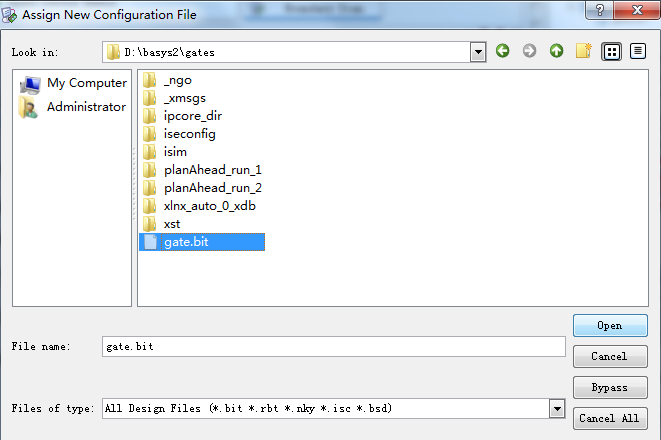 Assign New Configuration File
Look in: D:\basys2\gates
My Computer
Administrator
_ngo
_xmsgs
ipcore_dir
iseconfig
isim
planAhead_run_1
planAhead_run_2
xlnx_auto_0_xdb
xst
gate.bit
Open
File name: gate.bit
Cancel
Bypass
Files of type: All Design Files (*.bit *.rbt *.nky *.isc *.bsd)
Cancel All